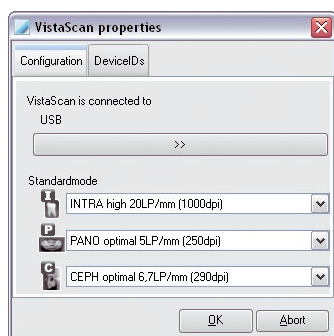 VistaScan properties
Configuration DeviceIDs
VistaScan is connected to
USB
>>
Standardmode
I
INTRA high 20LP/mm (1000dpi)
P
PANO optimal 5LP/mm (250dpi)
C
CEPH optimal 6,7LP/mm (290dpi)
OK Abort